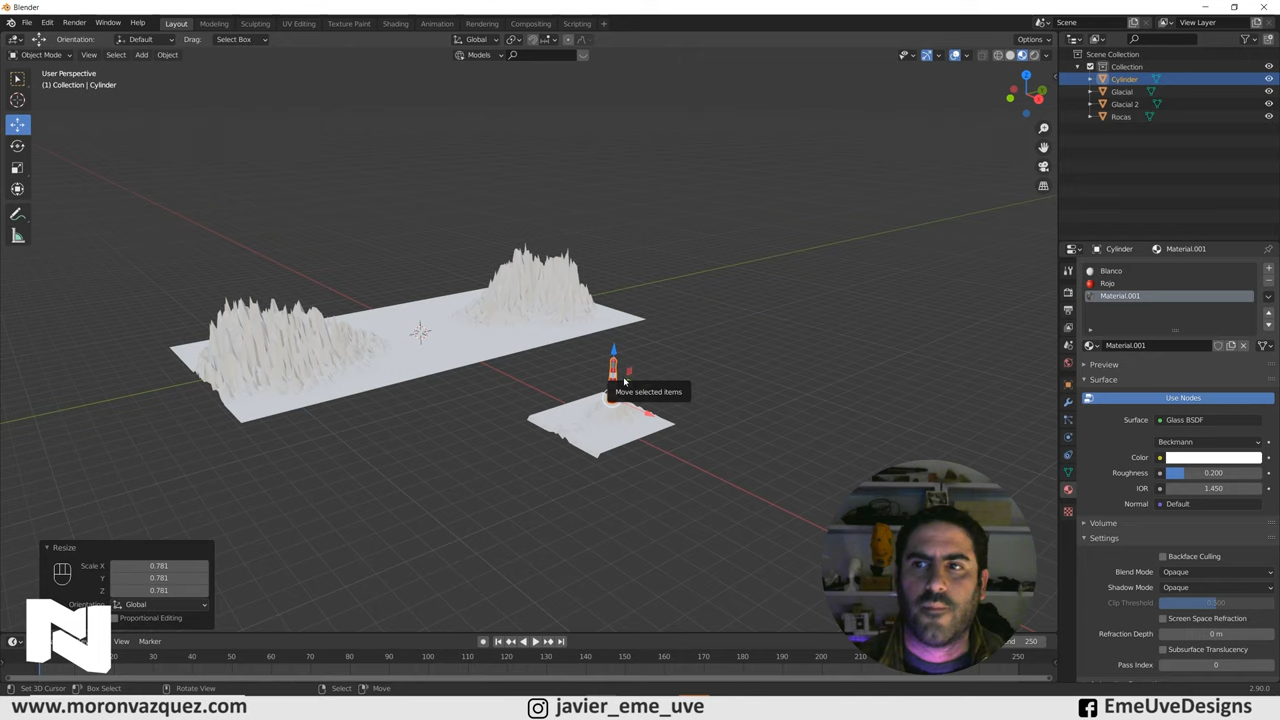 Blender
File Edit Render Window Help Layout Modeling Sculpting UV Editing Texture Paint Shading Animation Rendering Compositing Scripting + Scene View Layer
Orientation: Default Drag: Select Box Global Options
Object Mode View Select Add Object Models
User Perspective
(1) Collection | Cylinder
Scene Collection
Collection
Cylinder
Glacial
Glacial 2
Rocas
Z
Move selected items
Cylinder Material.001
Blanco
Rojo
Material.001
Material.001
Preview
Surface
Use Nodes
Surface Glass BSDF
Beckmann
Color
Roughness 0.200
IOR 1.450
Normal Default
Volume
Settings
Backface Culling
Blend Mode Opaque
Shadow Mode Opaque
Clip Threshold 0.500
Screen Space Refraction
Refraction Depth 0 m
Subsurface Translucency
Pass Index 0
Resize
Scale X 0.781
Y 0.781
Z 0.781
Global
Proportional Editing
View Marker
End 250
10 20 30 40 50 60 70 80 90 100 110 120 130 140 150 160 170 180 190 200 210 220 230 240 250
Set 3D Cursor Box Select Rotate View Select Move 2.90.0
www.moronvazquez.com javier_eme_uve EmeUveDesigns